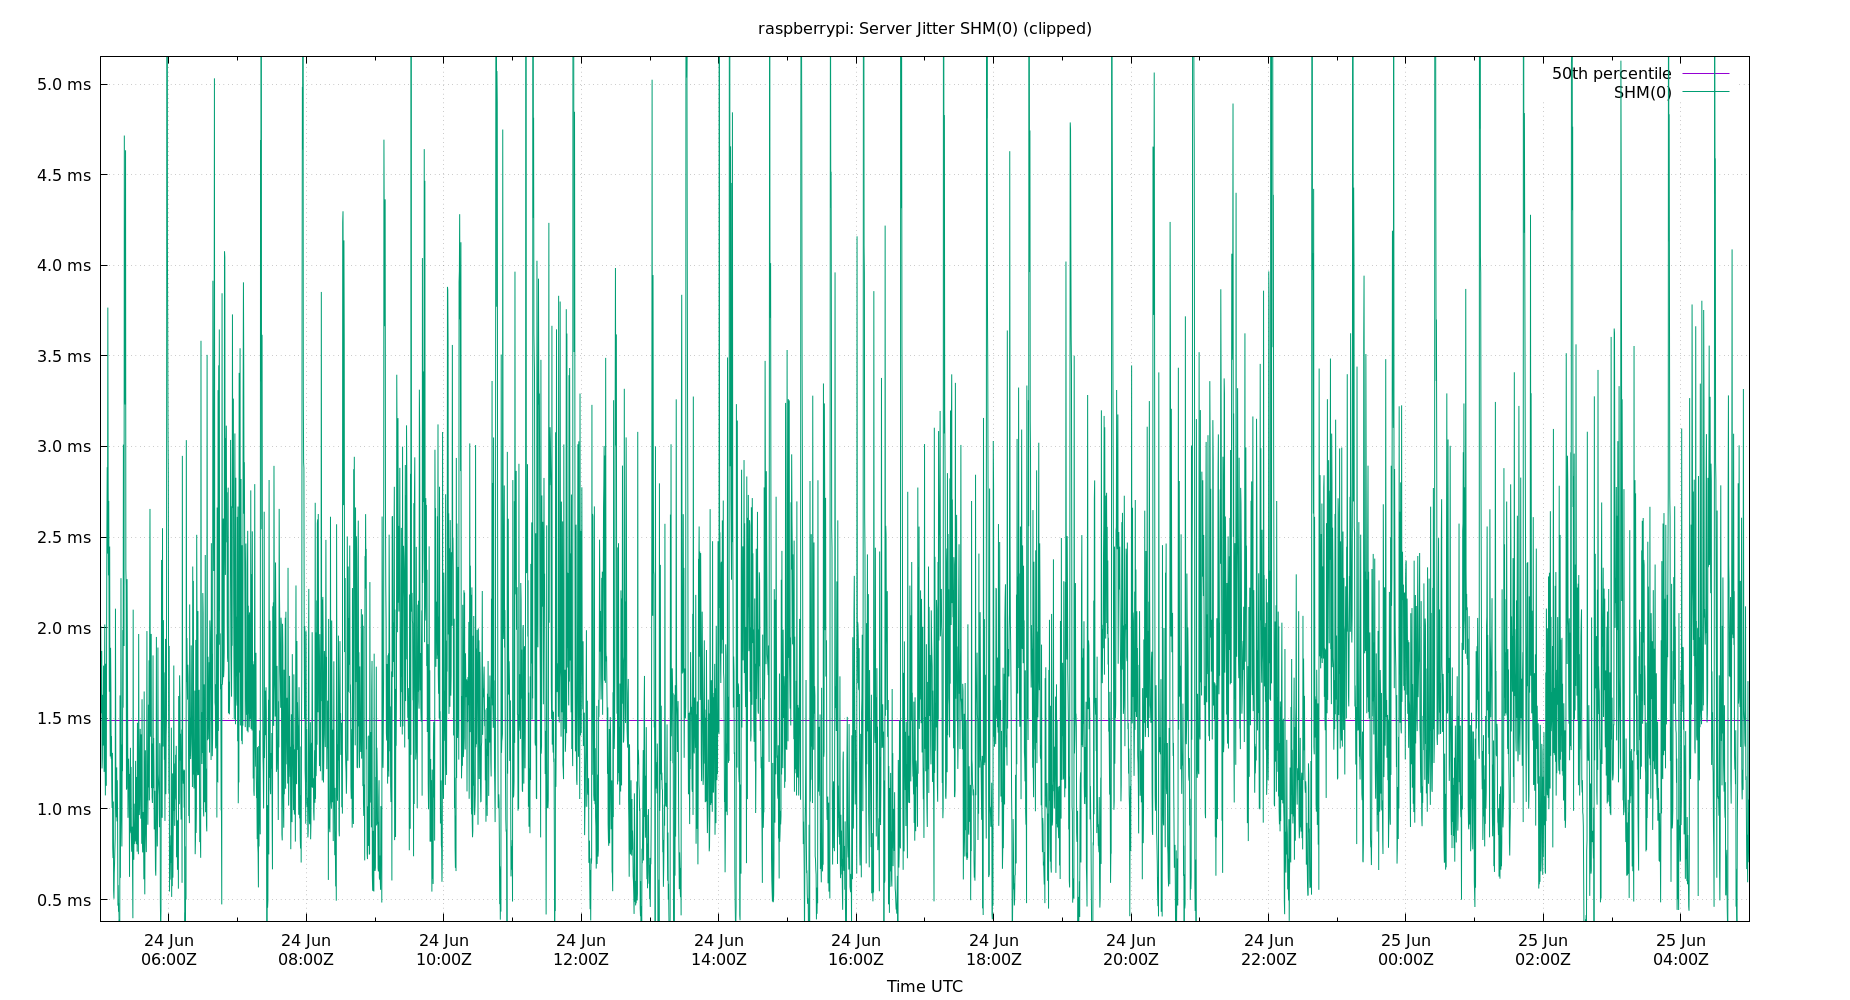 raspberrypi: Server Jitter SHM(0) (clipped)
50th percentile
SHM(0)
5.0 ms
4.5 ms
4.0 ms
3.5 ms
3.0 ms
2.5 ms
2.0 ms
1.5 ms
1.0 ms
0.5 ms
24 Jun 24 Jun 24 Jun 24 Jun 24 Jun 24 Jun 24 Jun 24 Jun 24 Jun 25 Jun 25 Jun 25 Jun
06:00Z 08:00Z 10:00Z 12:00Z 14:00Z 16:00Z 18:00Z 20:00Z 22:00Z 00:00Z 02:00Z 04:00Z
Time UTC